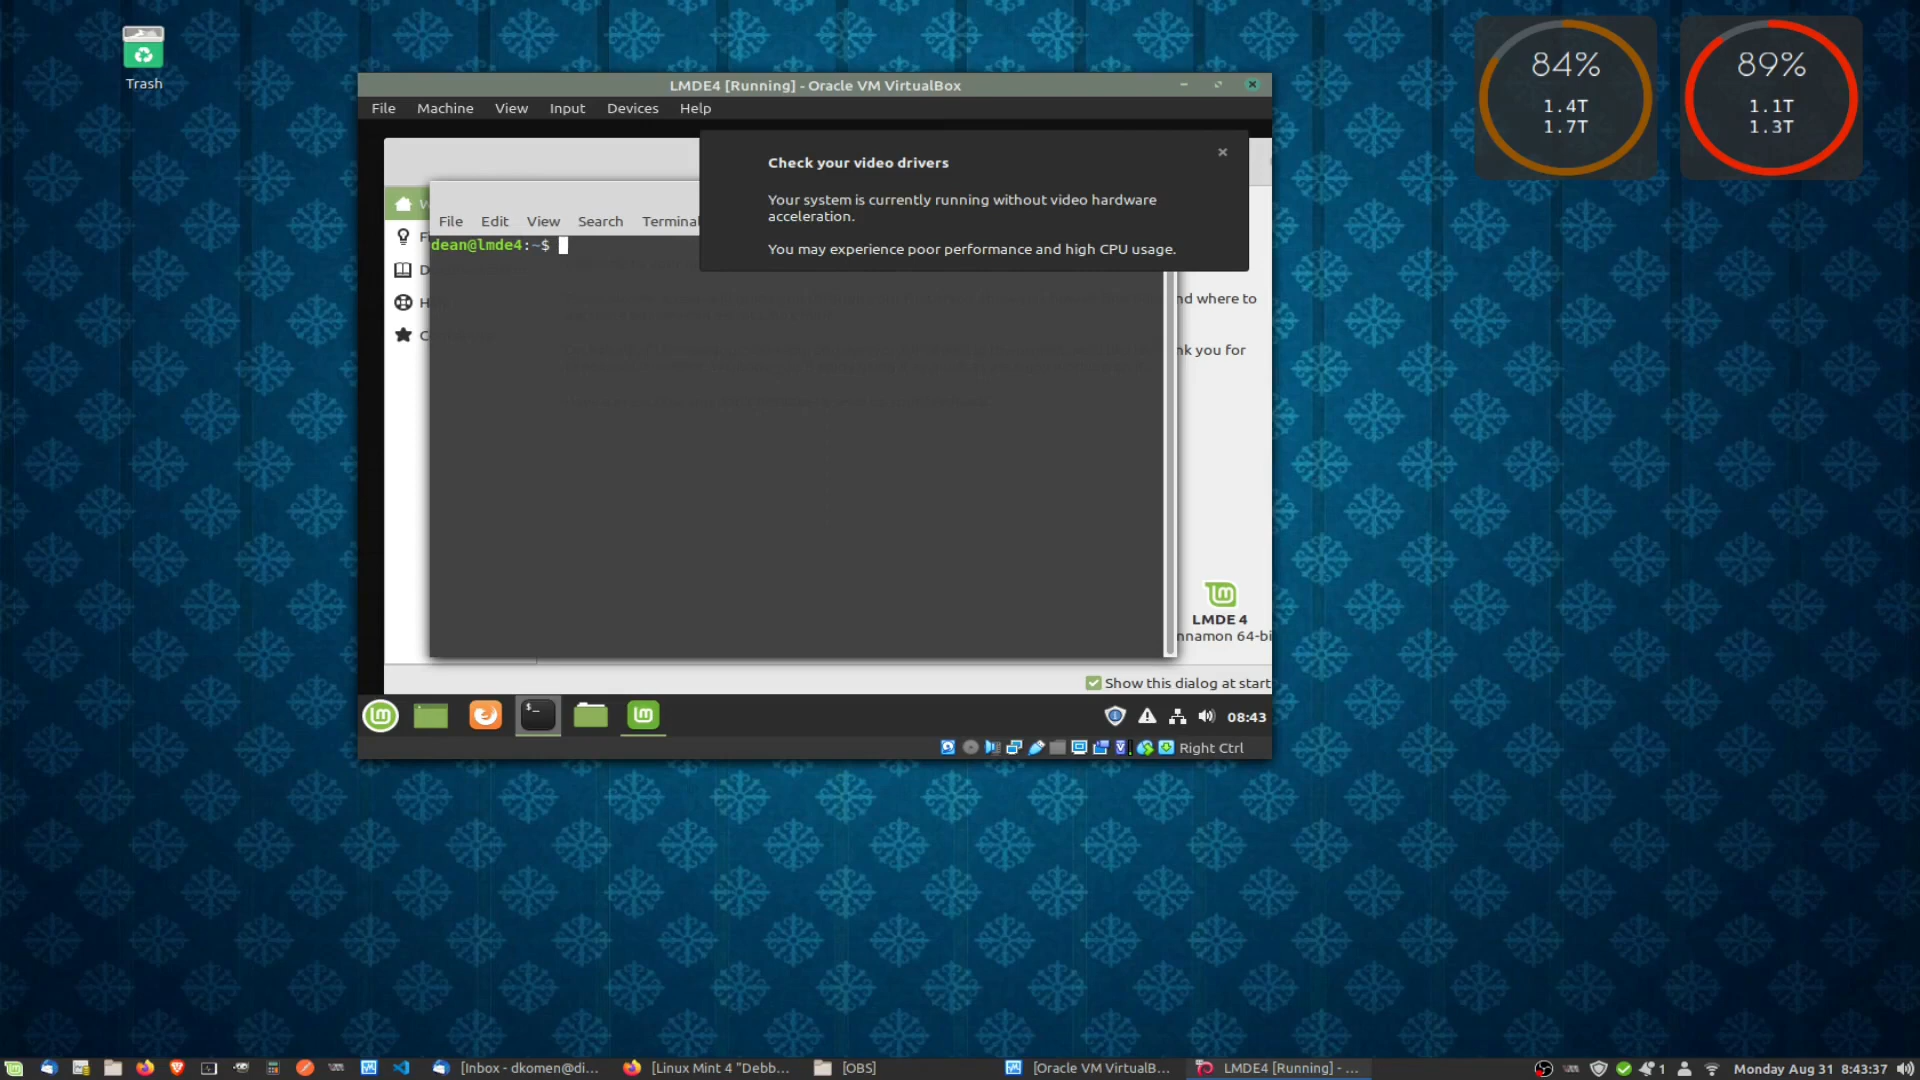 Trash
84%
1.4T
1.7T
89%
1.1T
1.3T
LMDE4 [Running] - Oracle VM VirtualBox
File Machine View Input Devices Help
Check your video drivers
Your system is currently running without video hardware
acceleration.
You may experience poor performance and high CPU usage.
File Edit View Search Terminal
dean@lmde4:~$
nd where to
nk you for
LMDE 4
nnamon 64-bi
Show this dialog at start
08:43
Right Ctrl
[Inbox - dkomen@di... [Linux Mint 4 "Debb... [OBS] [Oracle VM VirtualB... LMDE4 [Running] - ... 1 Monday Aug 31 8:43:37